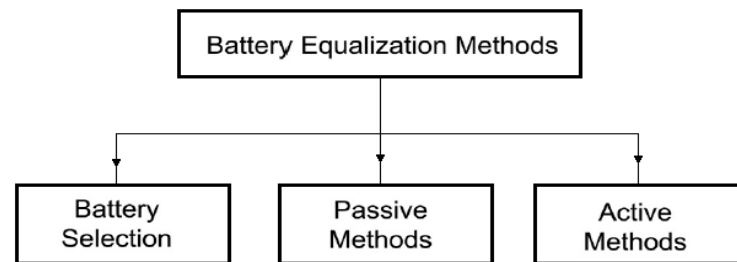 Battery Equalization Methods
Battery
Selection
Passive
Methods
Active
Methods